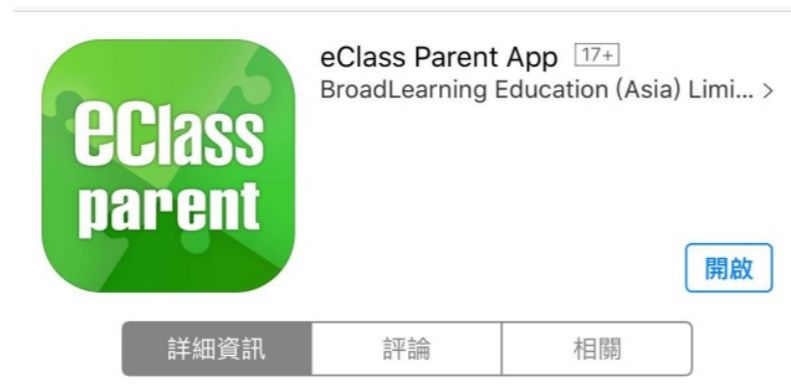 eClass Parent App 17+
BroadLearning Education (Asia) Limi... >
eClass
parent
開啟
詳細資訊 評論 相關